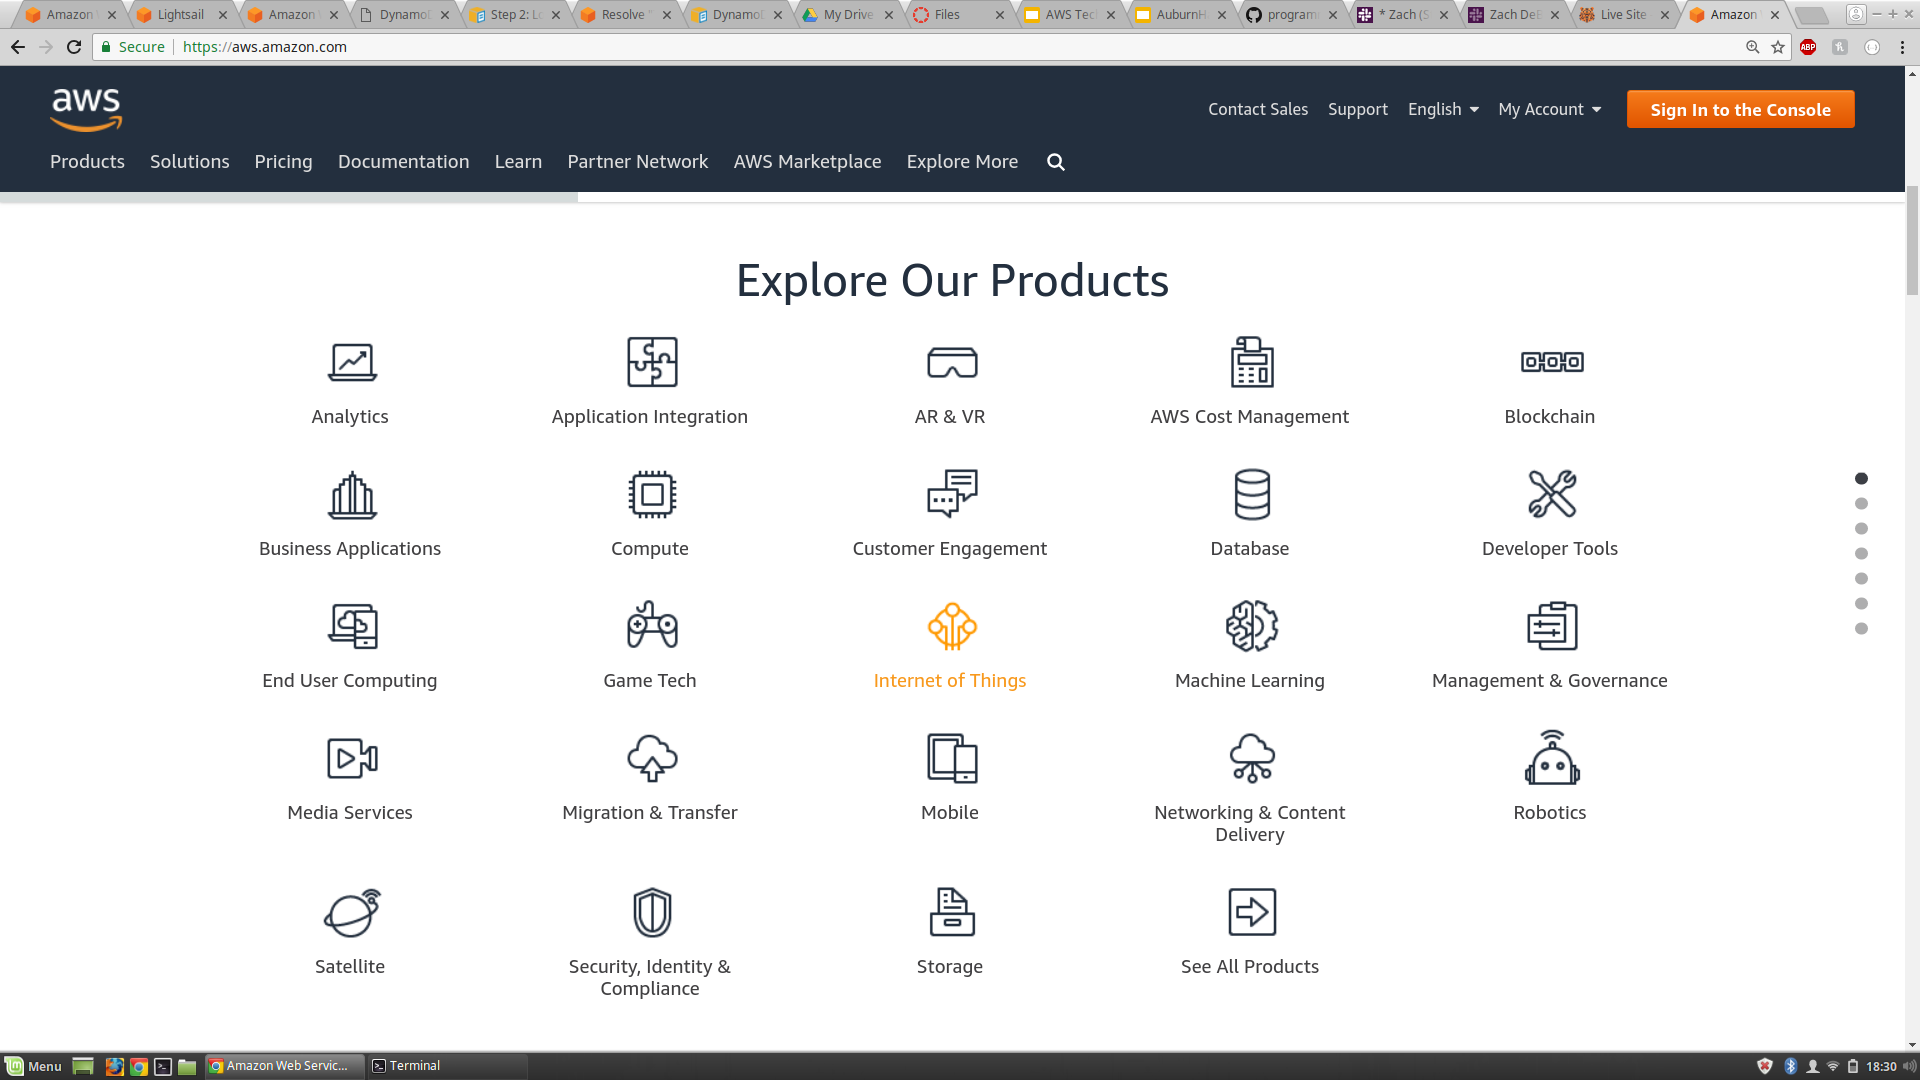 Amazon
Lightsail
Amazon
Dynamo
Step 2: L
Resolve "
Dynamo
My Drive
Files
AWS Tec
AuburnH
program
* Zach (S
Zach DeB
Live Site
Amazon
Secure
https://aws.amazon.com
ABP
aws
Contact Sales
Support
English
My Account
Sign In to the Console
Products
Solutions
Pricing
Documentation
Learn
Partner Network
AWS Marketplace
Explore More
Explore Our Products
Analytics
Application Integration
AR & VR
AWS Cost Management
Blockchain
Business Applications
Compute
Customer Engagement
Database
Developer Tools
End User Computing
Game Tech
Internet of Things
Machine Learning
Management & Governance
Media Services
Migration & Transfer
Mobile
Networking & Content
Delivery
Robotics
Satellite
Security, Identity &
Compliance
Storage
See All Products
Menu
Amazon Web Servic...
Terminal
18:30